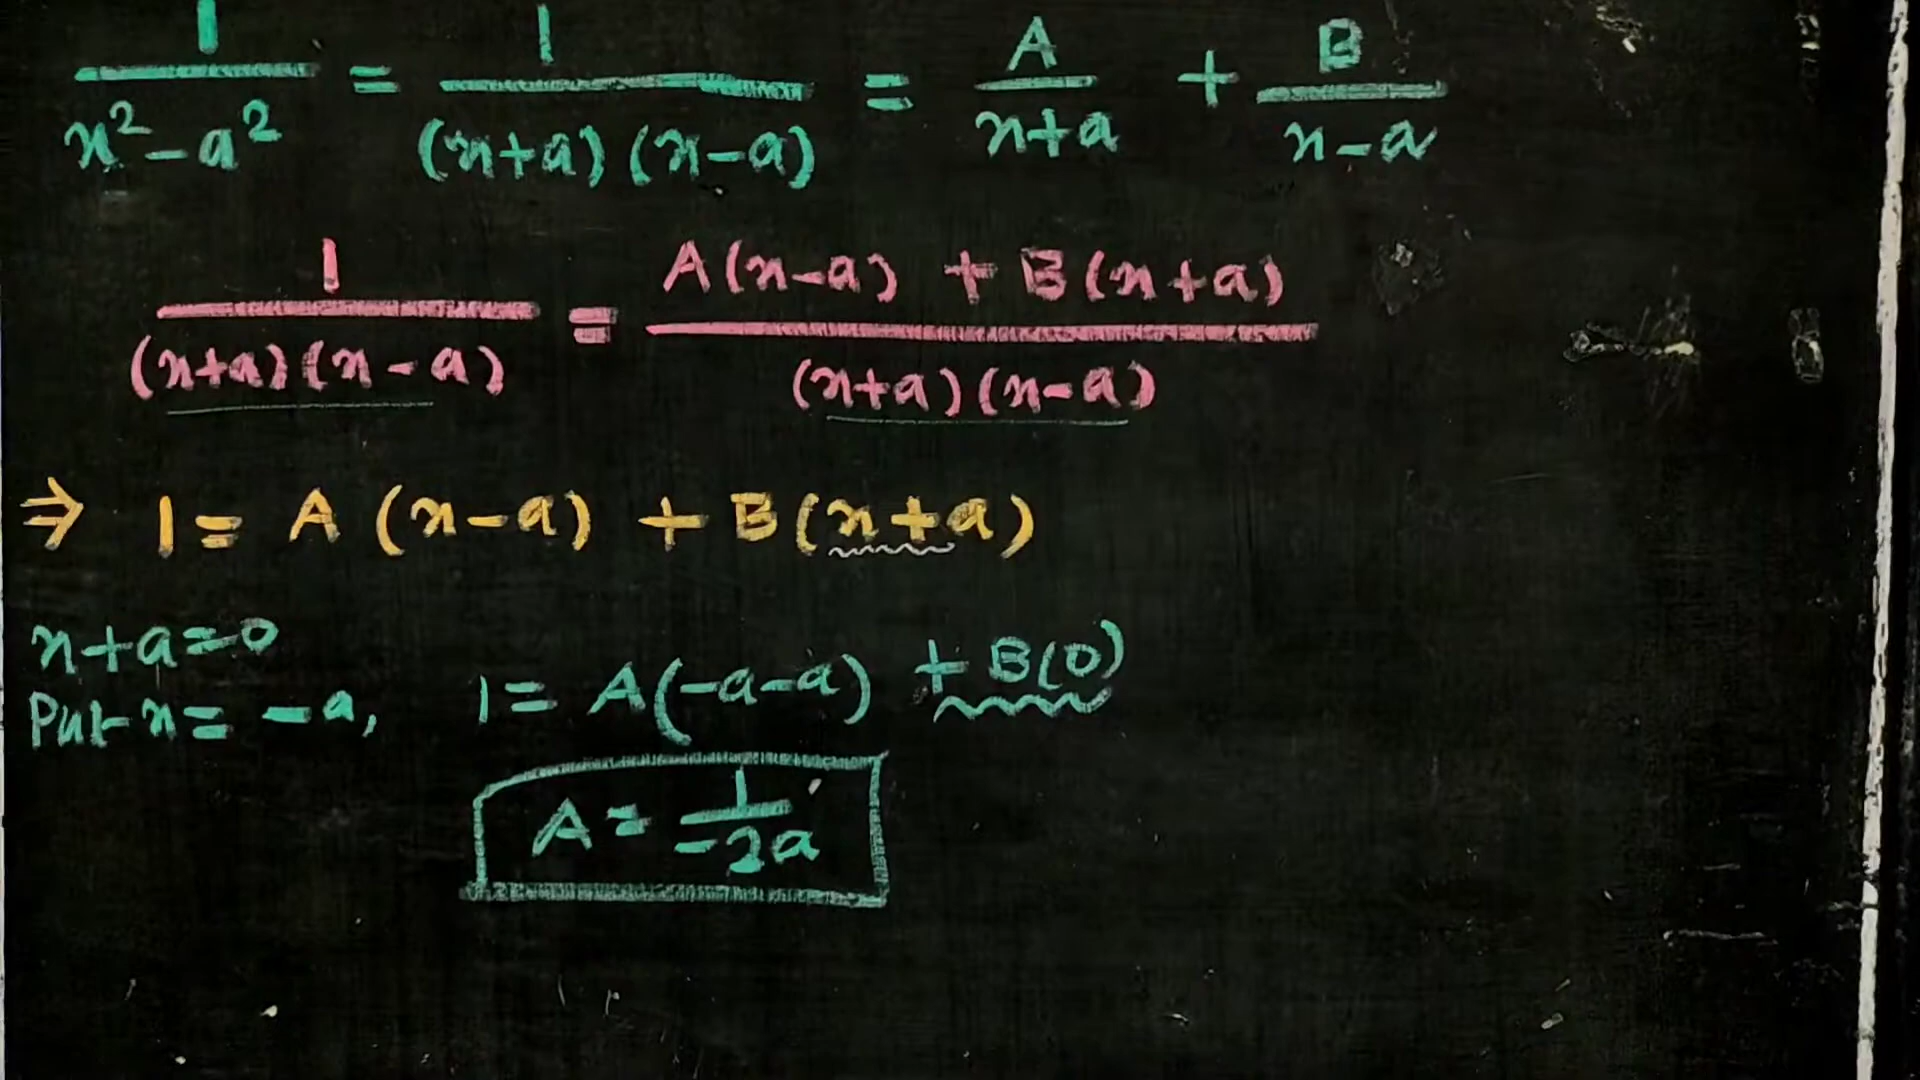 1/(x²-a²) = 1/((x+a)(x-a)) = A/(x+a) + B/(x-a)
1/((x+a)(x-a)) = (A(x-a) + B(x+a))/((x+a)(x-a))
⇒ 1 = A(x-a) + B(x+a)
x+a=0
Put x = -a, 1 = A(-a-a) + B(0)
A = 1/-2a